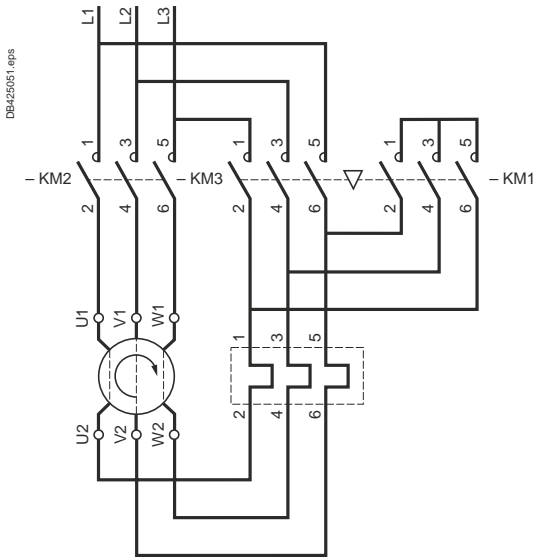 DB425051.eps
L1 L2 L3
1 3 5 1 3 5 1 3 5
– KM2 – KM3 – KM1
2 4 6 2 4 6 2 4 6
U1 V1 W1
1 3 5
2 4 6
U2 V2 W2